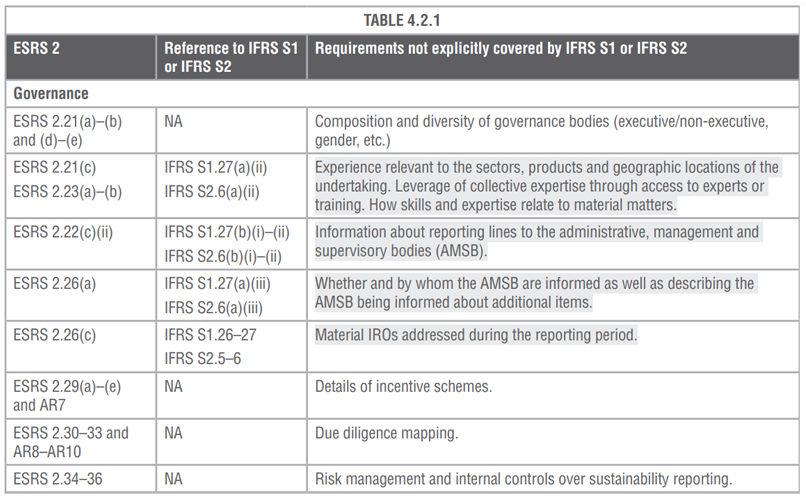 TABLE 4.2.1
ESRS 2
Reference to IFRS S1
or IFRS S2
Requirements not explicitly covered by IFRS S1 or IFRS S2
Governance
ESRS 2.21(a)–(b)
and (d)–(e)
NA
Composition and diversity of governance bodies (executive/non-executive,
gender, etc.)
ESRS 2.21(c)
ESRS 2.23(a)–(b)
IFRS S1.27(a)(ii)
IFRS S2.6(a)(ii)
Experience relevant to the sectors, products and geographic locations of the
undertaking. Leverage of collective expertise through access to experts or
training. How skills and expertise relate to material matters.
ESRS 2.22(c)(ii)
IFRS S1.27(b)(i)–(ii)
IFRS S2.6(b)(i)–(ii)
Information about reporting lines to the administrative, management and
supervisory bodies (AMSB).
ESRS 2.26(a)
IFRS S1.27(a)(iii)
IFRS S2.6(a)(iii)
Whether and by whom the AMSB are informed as well as describing the
AMSB being informed about additional items.
ESRS 2.26(c)
IFRS S1.26–27
IFRS S2.5–6
Material IROs addressed during the reporting period.
ESRS 2.29(a)–(e)
and AR7
NA
Details of incentive schemes.
ESRS 2.30–33 and
AR8–AR10
NA
Due diligence mapping.
ESRS 2.34–36
NA
Risk management and internal controls over sustainability reporting.